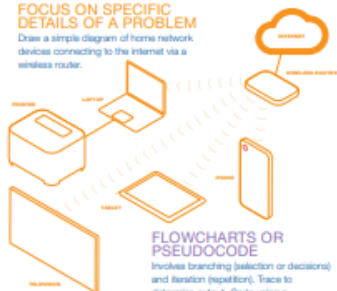 FOCUS ON SPECIFIC
DETAILS OF A PROBLEM
Draw a simple diagram of home network
devices connecting to the internet via a
wireless router.
INTERNET
WIRELESS ROUTER
LAPTOP
PRINTER
PHONE
TABLET
FLOWCHARTS OR
PSEUDOCODE
Involves branching (selection or decisions)
and iteration (repetition). Trace to
TELEVISION